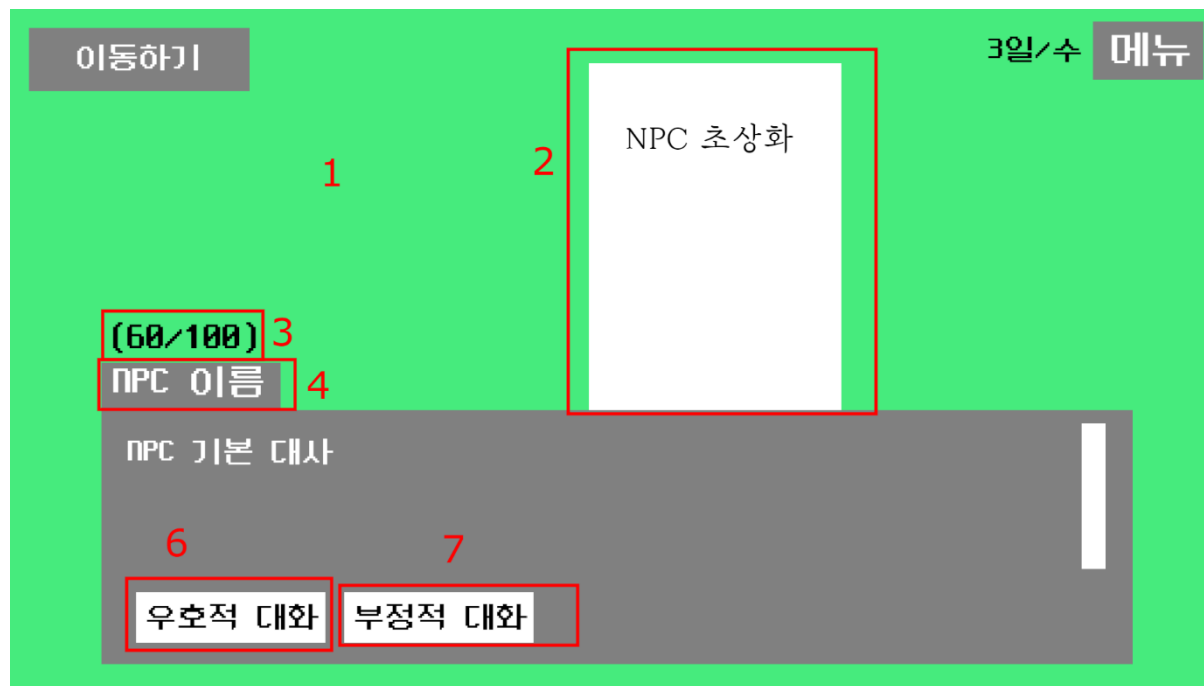 이동하기
3일/수 메뉴
NPC 초상화
1
2
(60/100) 3
NPC 이름 4
NPC 기본 대사
6 7
우호적 대화 부정적 대화